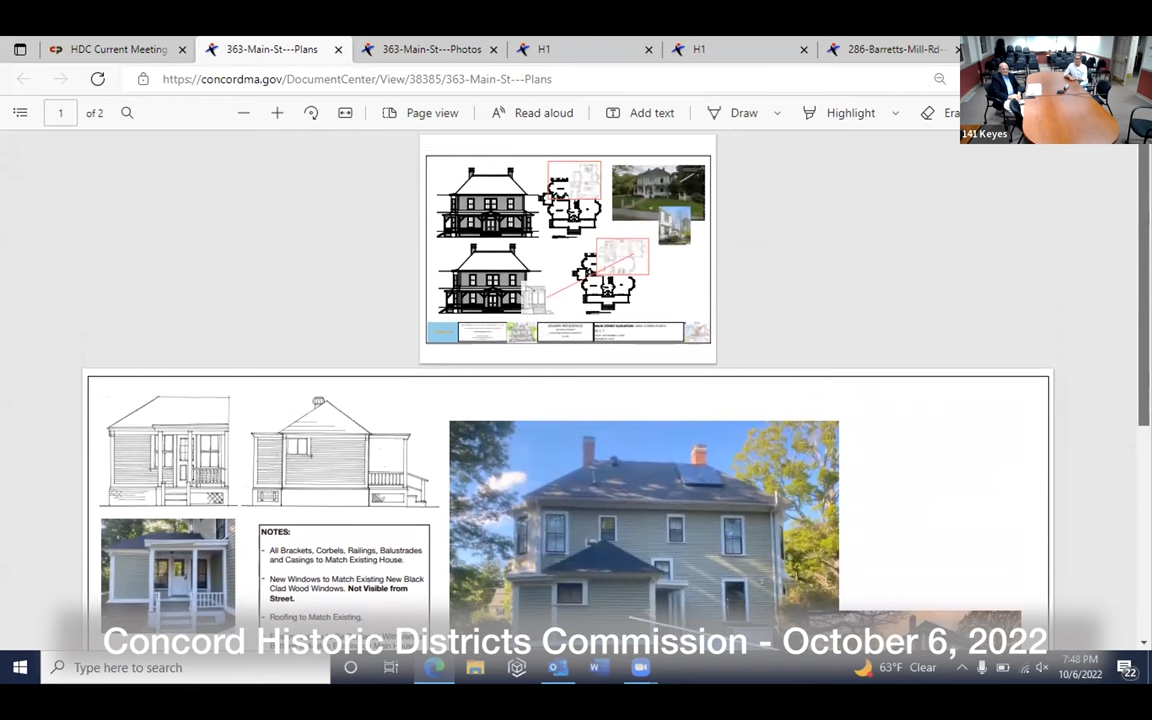 HDC Current Meeting
363-Main-St---Plans
363-Main-St---Photos
H1
H1
286-Barretts-Mill-Rd-
https://concordma.gov/DocumentCenter/View/38385/363-Main-St---Plans
1 of 2
Page view
Read aloud
Add text
Draw
Highlight
Era
141 Keyes
NOTES:
- All Brackets, Corbels, Railings, Balustrades
and Casings to Match Existing House.
- New Windows to Match Existing New Black
Clad Wood Windows. Not Visible from
Street.
- Roofing to Match Existing.
Concord Historic Districts Commission - October 6, 2022
Type here to search
63°F Clear
7:48 PM
10/6/2022
22